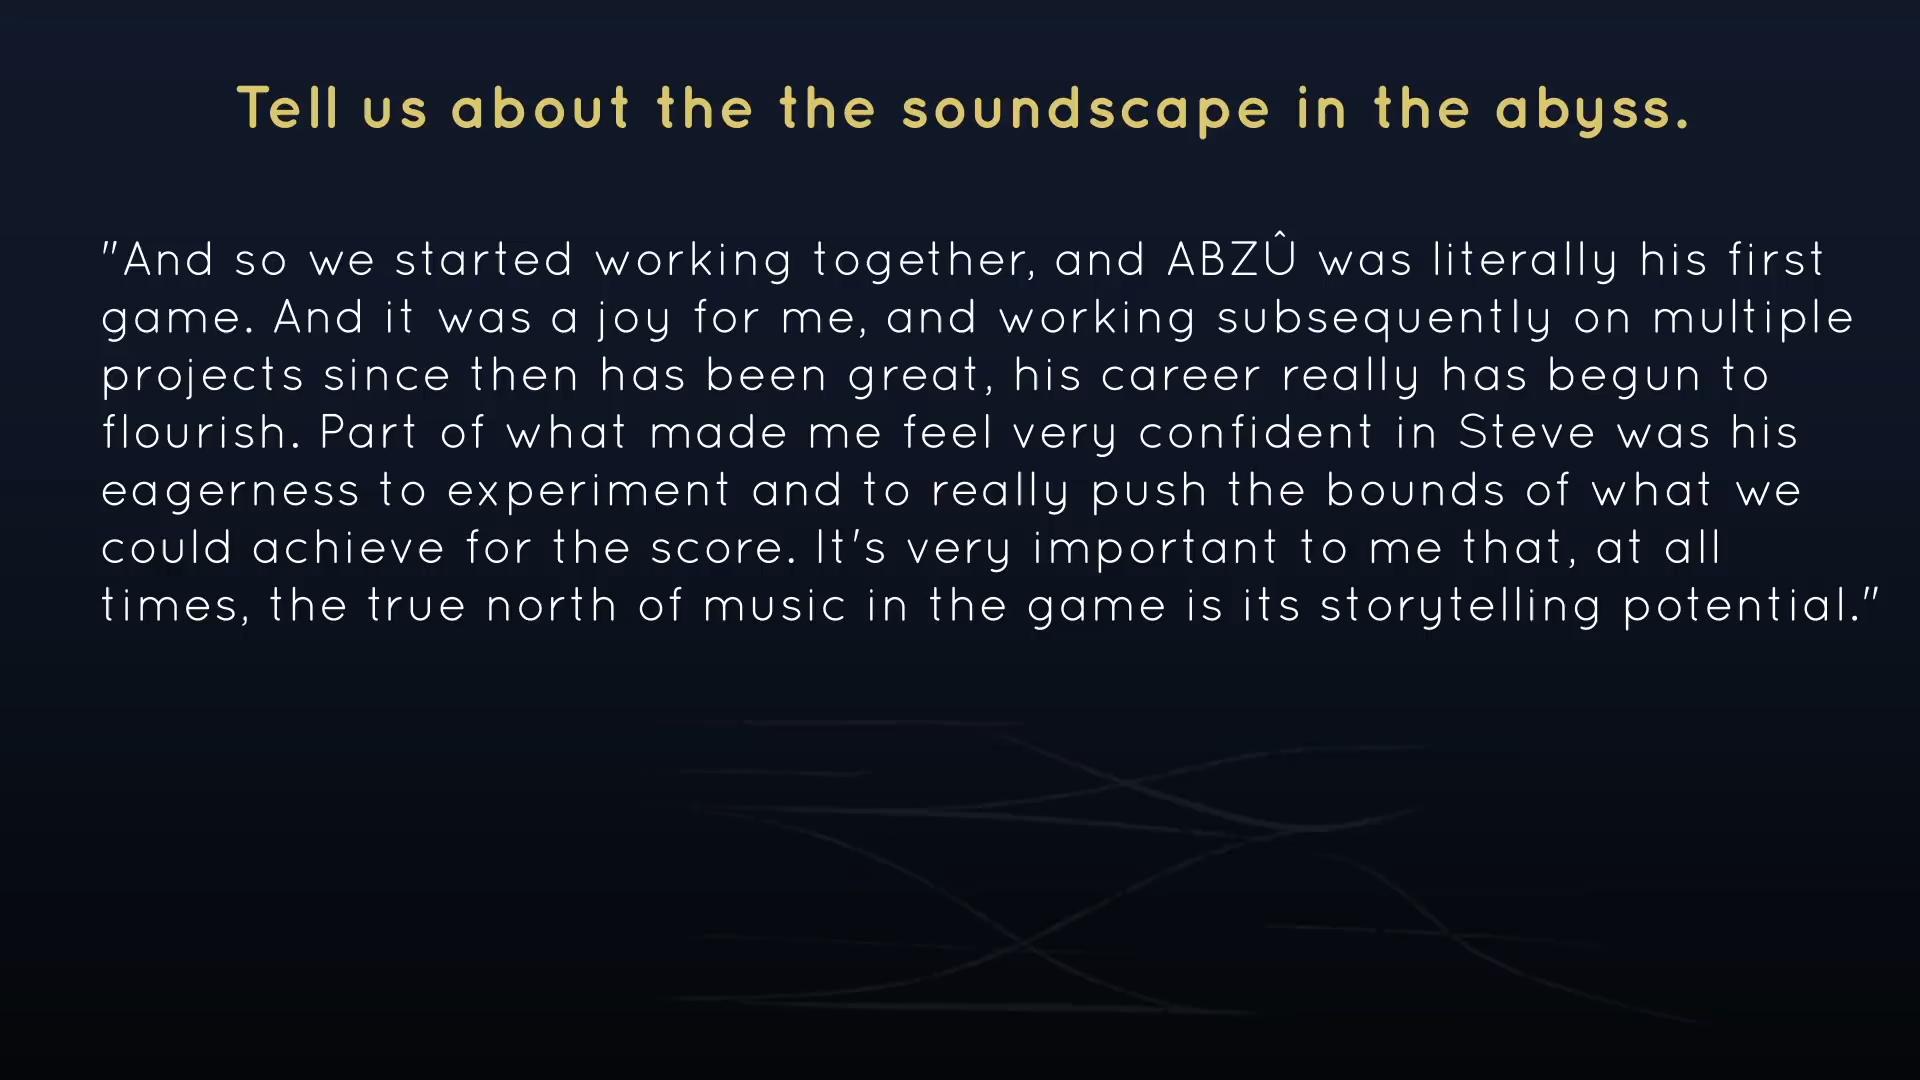 Tell us about the the soundscape in the abyss.
"And so we started working together, and ABZÛ was literally his first
game. And it was a joy for me, and working subsequently on multiple
projects since then has been great, his career really has begun to
flourish. Part of what made me feel very confident in Steve was his
eagerness to experiment and to really push the bounds of what we
could achieve for the score. It's very important to me that, at all
times, the true north of music in the game is its storytelling potential."